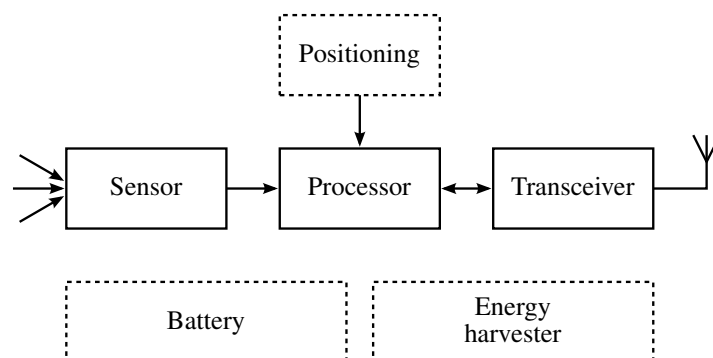 Positioning
Sensor
Processor
Transceiver
Battery
Energy
harvester